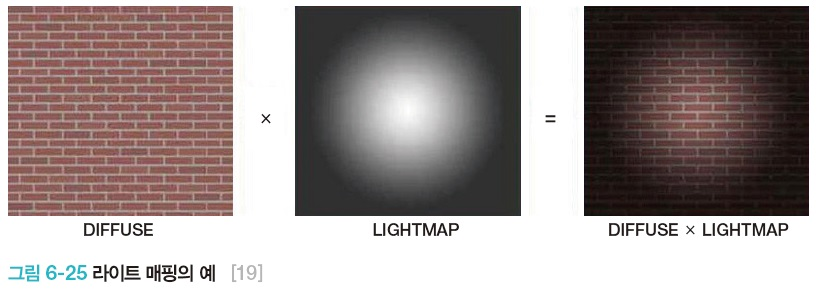 × =
DIFFUSE LIGHTMAP DIFFUSE × LIGHTMAP
그림 6-25 라이트 매핑의 예 [19]